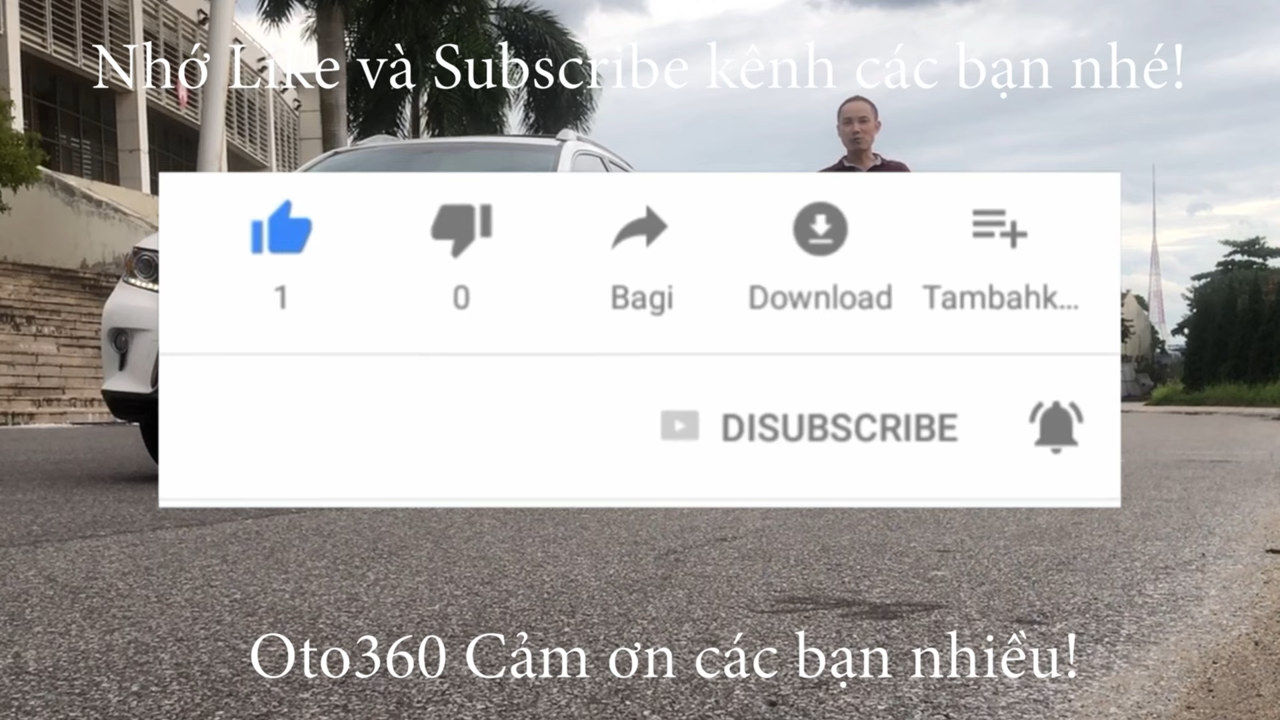 Nhớ Like và Subscribe kênh các bạn nhé!
1 0 Bagi Download Tambahk...
DISUBSCRIBE
Oto360 Cảm ơn các bạn nhiều!